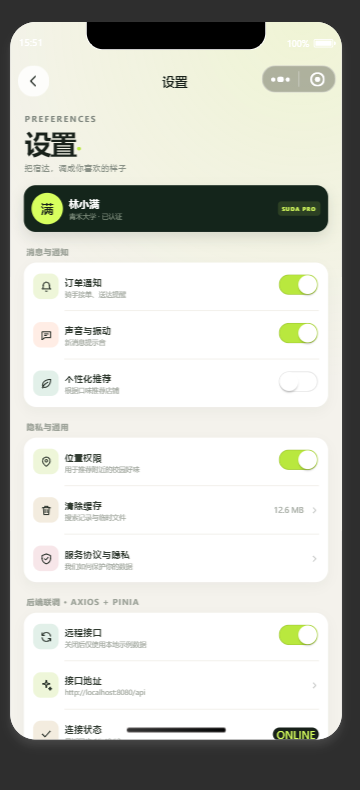 15:51
100%
设置
PREFERENCES
设置.
把宿达，调成你喜欢的样子
满
林小满
青禾大学 · 已认证
SUDA PRO
消息与通知
订单通知
骑手接单、送达提醒
声音与振动
新消息提示音
个性化推荐
根据口味推荐店铺
隐私与通用
位置权限
用于推荐附近的校园好味
清除缓存
搜索记录与临时文件
12.6 MB
服务协议与隐私
我们如何保护你的数据
后端联调 · AXIOS + PINIA
远程接口
关闭后仅使用本地示例数据
接口地址
http://localhost:8080/api
连接状态
ONLINE